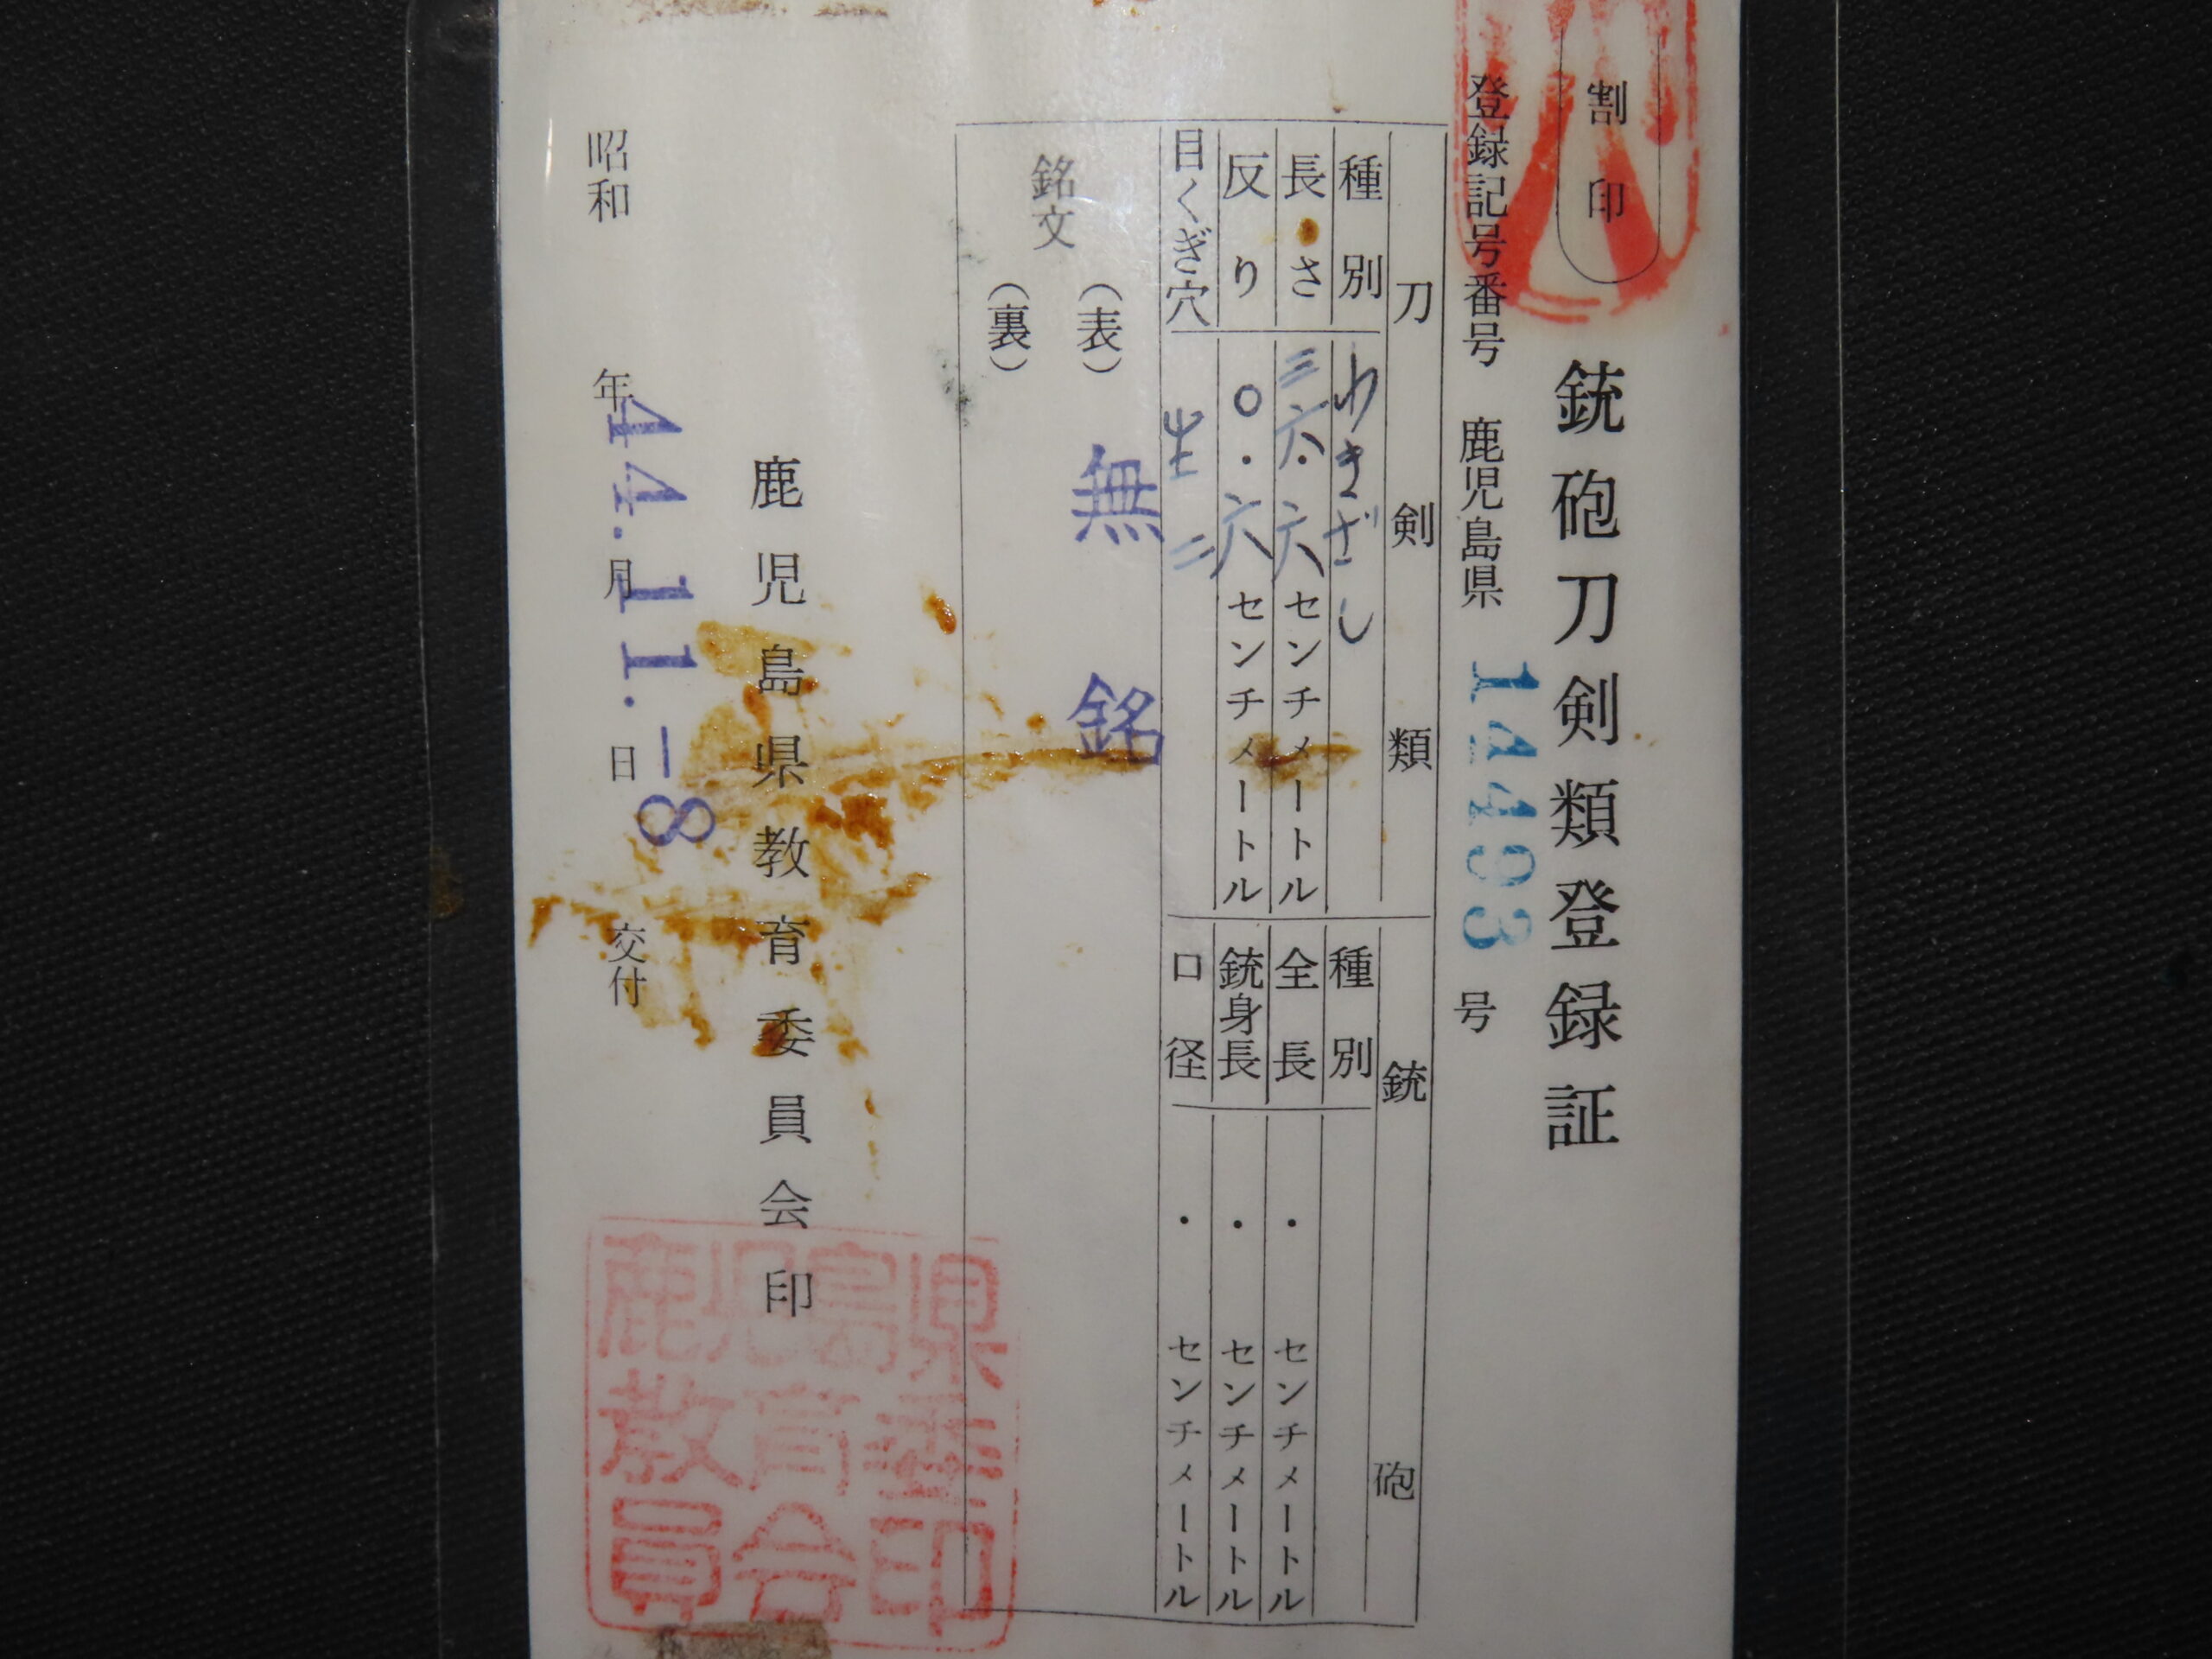 割印
銃砲刀剣類登録証
登録記号番号 鹿児島県 14493 号
刀剣類
種別 わきざし
長さ 三六・六センチメートル
反り 〇・六センチメートル
目くぎ穴 生 二
銃砲
種別
全長 ・ センチメートル
銃身長 ・ センチメートル
口径 ・ センチメートル
銘文
(表) 無銘
(裏)
鹿児島県教育委員会印
昭和 年 月 日 交付
44.11.-8
鹿児島県
教育委
員会印